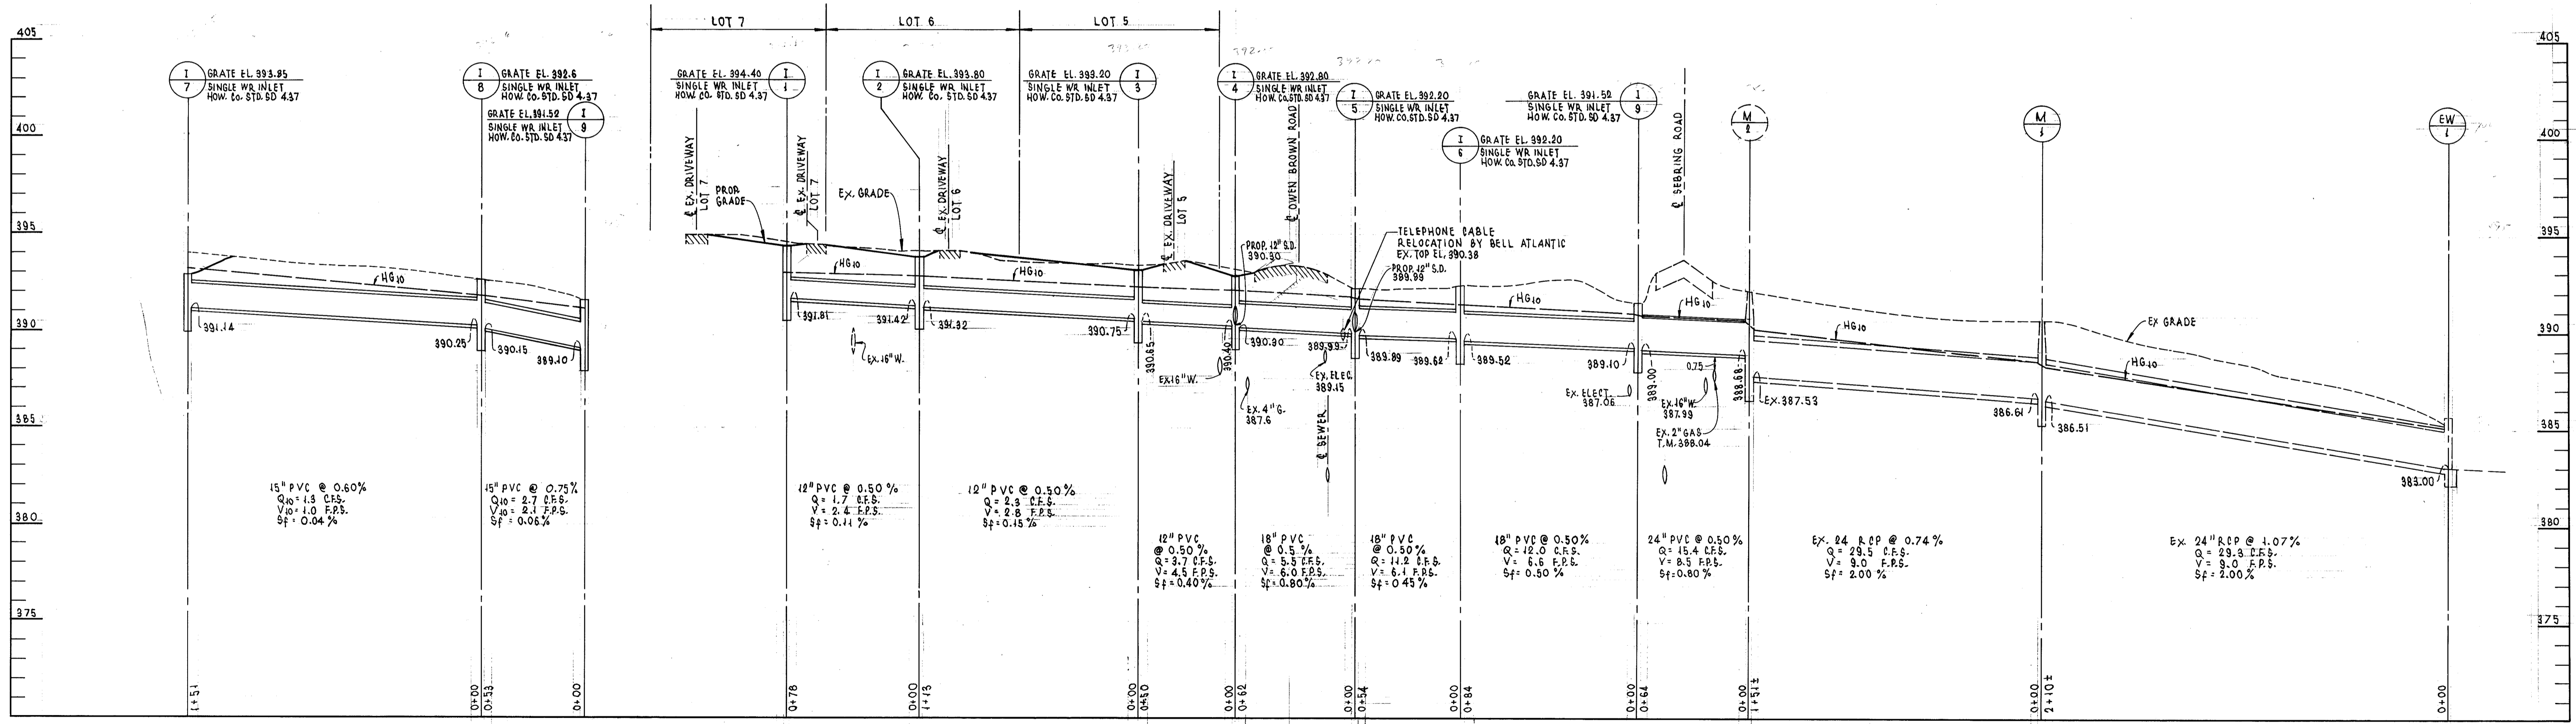 LOT 7
LOT 6
LOT 5
405
400
395
390
385
380
375
405
400
395
390
385
380
375
I
7
GRATE EL. 393.85
SINGLE WR INLET
HOW. CO. STD. SD 4.37
I
8
GRATE EL. 392.6
SINGLE WR INLET
HOW. CO. STD. SD 4.37
GRATE EL. 391.52
SINGLE WR INLET
HOW. CO. STD. SD 4.37
I
9
GRATE EL. 394.40
SINGLE WR INLET
HOW. CO. STD. SD 4.37
I
1
I
2
GRATE EL. 393.80
SINGLE WR INLET
HOW. CO. STD. SD 4.37
GRATE EL. 393.20
SINGLE WR INLET
HOW. CO. STD. SD 4.37
I
3
I
4
GRATE EL. 392.80
SINGLE WR INLET
HOW. CO. STD. SD 4.37
I
5
GRATE EL. 392.20
SINGLE WR INLET
HOW. CO. STD. SD 4.37
I
6
GRATE EL. 392.20
SINGLE WR INLET
HOW. CO. STD. SD 4.37
GRATE EL. 391.52
SINGLE WR INLET
HOW. CO. STD. SD 4.37
I
9
M
2
M
1
EW
1
℄ EX. DRIVEWAY
LOT 7
PROP.
GRADE
℄ EX. DRIVEWAY
LOT 7
EX. GRADE
℄ EX. DRIVEWAY
LOT 6
℄ EX. DRIVEWAY
LOT 5
℄ OWEN BROWN ROAD
℄ SEBRING ROAD
PROP. 12" S.D.
390.30
TELEPHONE CABLE
RELOCATION BY BELL ATLANTIC
EX. TOP EL. 390.38
PROP. 12" S.D.
389.99
HG10
HG10
HG10
HG10
HG10
HG10
HG10
EX GRADE
391.14
390.25
390.15
389.10
391.81
391.42
391.32
390.75
390.65
390.40
390.30
389.99
389.89
389.62
389.52
389.10
389.00
0.75
388.68
EX. 387.53
386.61
386.51
383.00
EX. 16" W.
EX 16" W.
EX. 4" G.
387.6
EX. ELEC.
389.15
℄ SEWER
EX. ELECT.
387.06
EX. 16" W.
387.99
EX. 2" GAS
T.M. 388.04
15" PVC @ 0.60%
Q10 = 1.3 C.F.S.
V10 = 1.0 F.P.S.
Sf = 0.04 %
15" PVC @ 0.75%
Q10 = 2.7 C.F.S.
V10 = 2.1 F.P.S.
Sf = 0.06%
12" PVC @ 0.50 %
Q = 1.7 C.F.S.
V = 2.4 F.P.S.
Sf = 0.11 %
12" PVC @ 0.50 %
Q = 2.3 C.F.S.
V = 2.8 F.P.S.
Sf = 0.15 %
12" PVC
@ 0.50 %
Q = 3.7 C.F.S.
V = 4.5 F.P.S.
Sf = 0.40%
18" PVC
@ 0.5 %
Q = 5.5 C.F.S.
V = 6.0 F.P.S.
Sf = 0.80%
18" PVC
@ 0.50 %
Q = 11.2 C.F.S.
V = 6.1 F.P.S.
Sf = 0.45 %
18" PVC @ 0.50%
Q = 12.0 C.F.S.
V = 6.6 F.P.S.
Sf = 0.50 %
24" PVC @ 0.50%
Q = 15.4 C.F.S.
V = 8.5 F.P.S.
Sf = 0.80 %
EX. 24 RCP @ 0.74 %
Q = 29.5 C.F.S.
V = 9.0 F.P.S.
Sf = 2.00 %
EX. 24" RCP @ 1.07%
Q = 29.3 C.F.S.
V = 9.0 F.P.S.
Sf = 2.00%
1+51
0+00
0+53
0+00
0+78
0+00
1+13
0+00
0+50
0+00
0+62
0+00
0+54
0+84
0+00
0+64
0+00
1+51±
0+00
2+10±
0+00